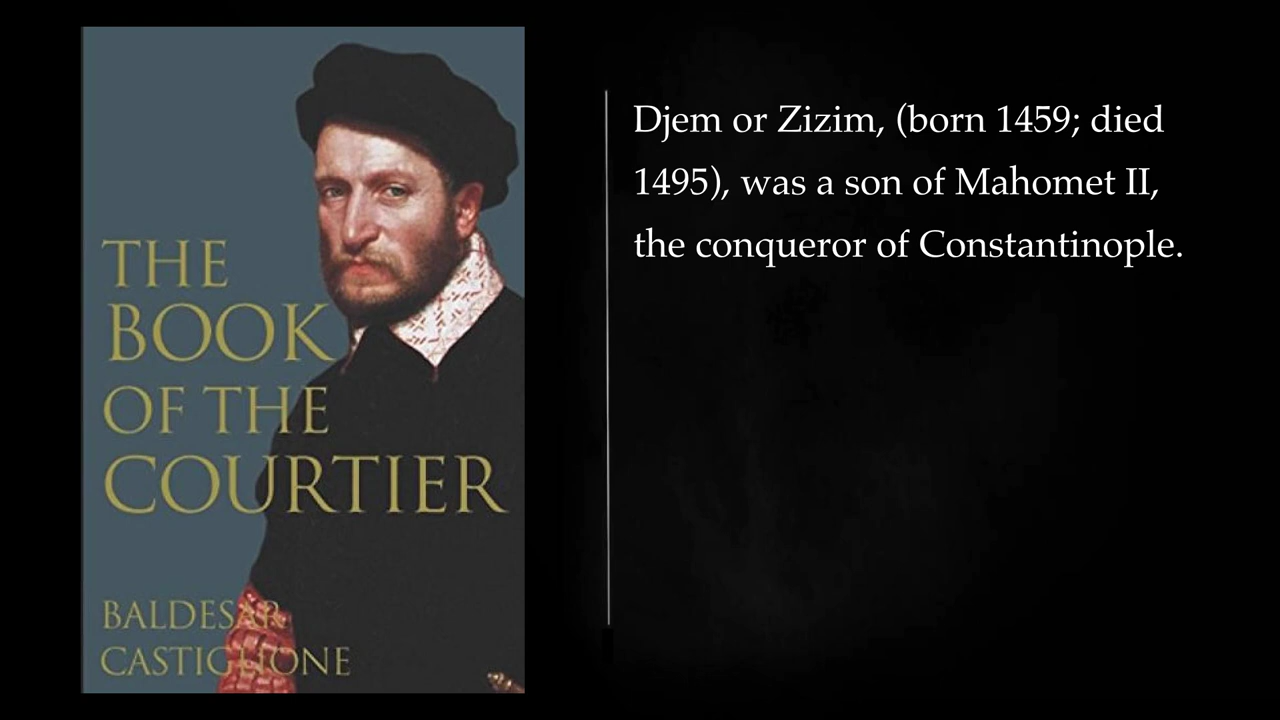 THE
BOOK
OF THE
COURTIER
BALDESAR
CASTIGLIONE
Djem or Zizim, (born 1459; died
1495), was a son of Mahomet II,
the conqueror of Constantinople.